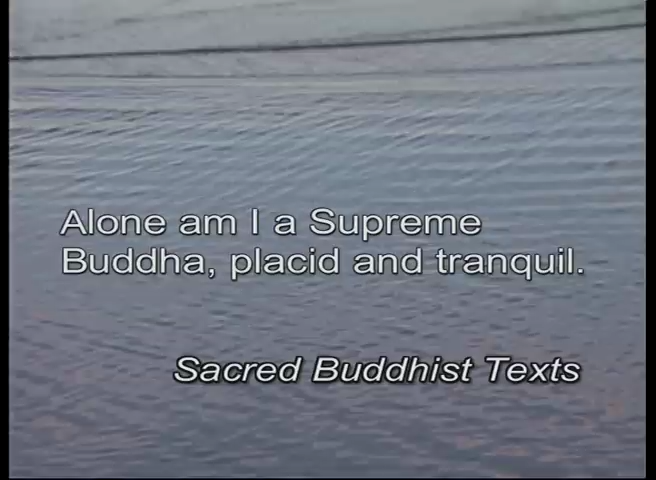 Alone am I a Supreme
Buddha, placid and tranquil.
Sacred Buddhist Texts